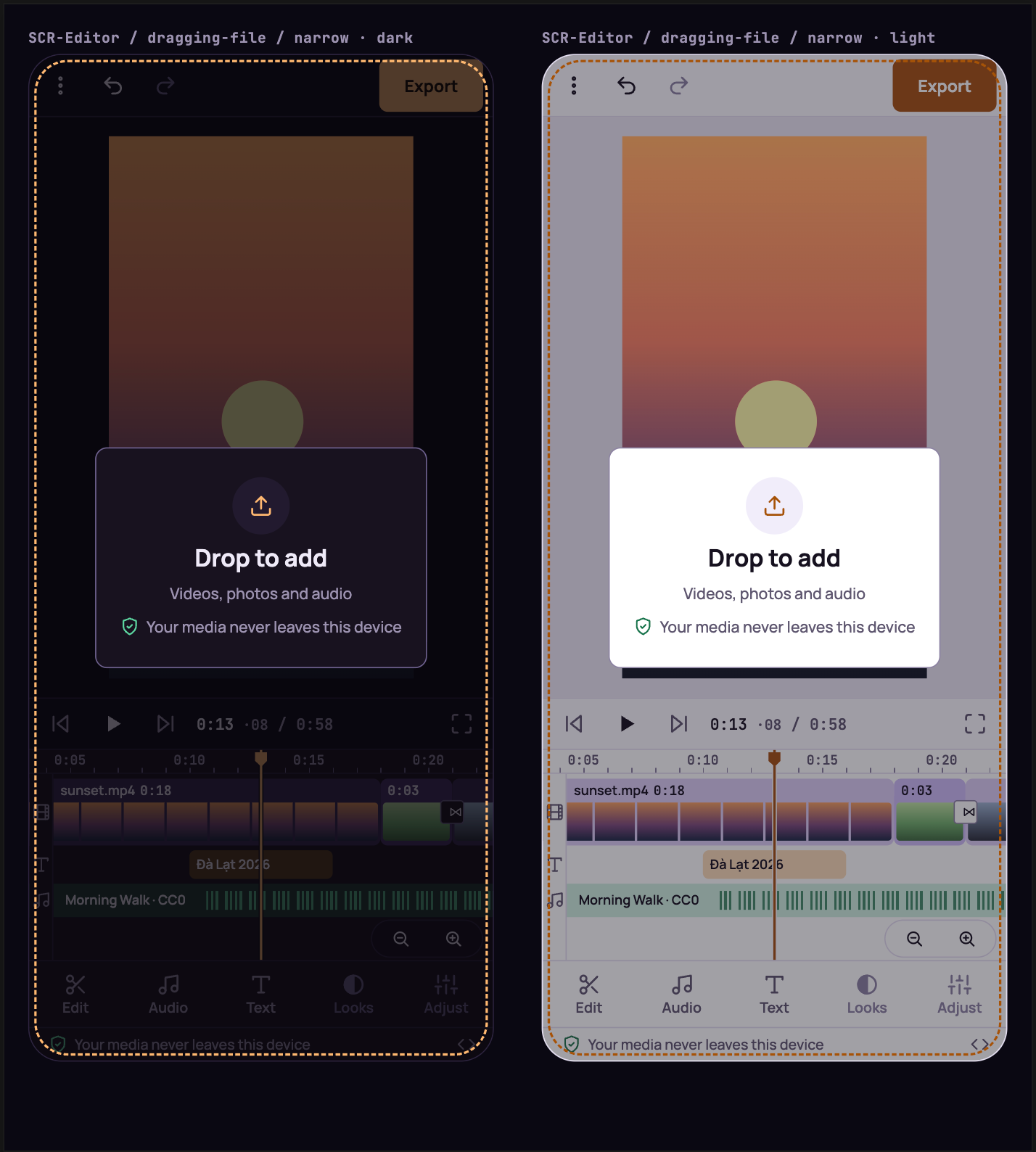 SCR-Editor / dragging-file / narrow · dark
Export
Drop to add
Videos, photos and audio
Your media never leaves this device
0:13 ·08 / 0:58
0:05 0:10 0:15 0:20
sunset.mp4 0:18 0:03
Đà Lạt 2026
Morning Walk · CC0
Edit Audio Text Looks Adjust
Your media never leaves this device
SCR-Editor / dragging-file / narrow · light
Export
Drop to add
Videos, photos and audio
Your media never leaves this device
0:13 ·08 / 0:58
0:05 0:10 0:15 0:20
sunset.mp4 0:18 0:03
Đà Lạt 2026
Morning Walk · CC0
Edit Audio Text Looks Adjust
Your media never leaves this device